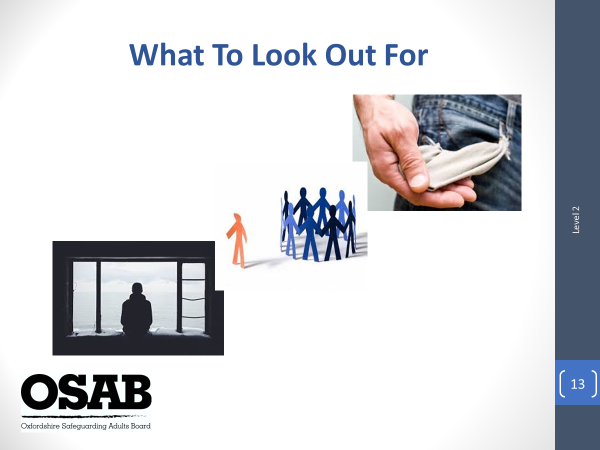 What To Look Out For
Level 2
13
OSAB
Oxfordshire Safeguarding Adults Board